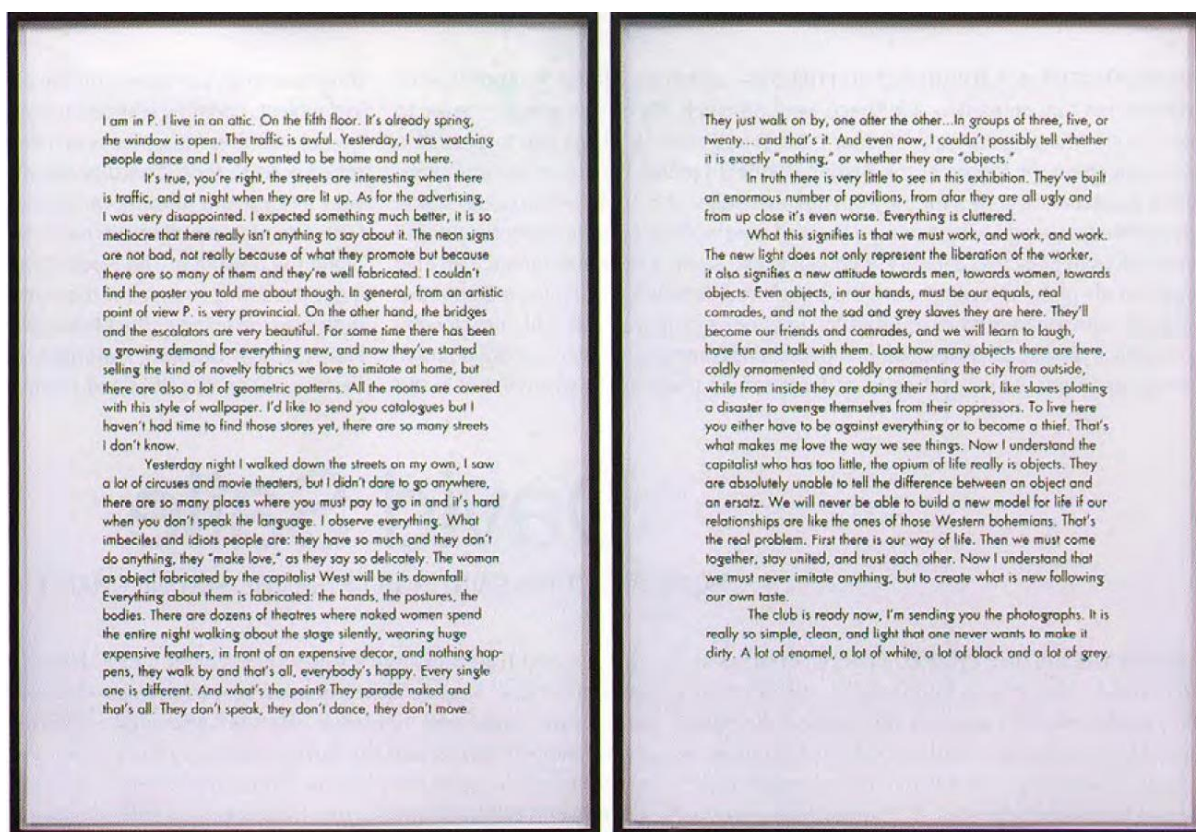 I am in P. I live in an attic. On the fifth floor. It's already spring,
the window is open. The traffic is awful. Yesterday, I was watching
people dance and I really wanted to be home and not here.
It's true, you're right, the streets are interesting when there
is traffic, and at night when they are lit up. As for the advertising,
I was very disappointed. I expected something much better, it is so
mediocre that there really isn't anything to say about it. The neon signs
are not bad, not really because of what they promote but because
there are so many of them and they're well fabricated. I couldn't
find the poster you told me about though. In general, from an artistic
point of view P. is very provincial. On the other hand, the bridges
and the escalators are very beautiful. For some time there has been
a growing demand for everything new, and now they've started
selling the kind of novelty fabrics we love to imitate at home, but
there are also a lot of geometric patterns. All the rooms are covered
with this style of wallpaper. I'd like to send you catalogues but I
haven't had time to find those stores yet, there are so many streets
I don't know.
Yesterday night I walked down the streets on my own, I saw
a lot of circuses and movie theaters, but I didn't dare to go anywhere,
there are so many places where you must pay to go in and it's hard
when you don't speak the language. I observe everything. What
imbeciles and idiots people are: they have so much and they don't
do anything, they "make love," as they say so delicately. The woman
as object fabricated by the capitalist West will be its downfall.
Everything about them is fabricated: the hands, the postures, the
bodies. There are dozens of theatres where naked women spend
the entire night walking about the stage silently, wearing huge
expensive feathers, in front of an expensive decor, and nothing hap-
pens, they walk by and that's all, everybody's happy. Every single
one is different. And what's the point? They parade naked and
that's all. They don't speak, they don't dance, they don't move.
They just walk on by, one after the other...In groups of three, five, or
twenty...and that's it. And even now, I couldn't possibly tell whether
it is exactly "nothing," or whether they are "objects."
In truth there is very little to see in this exhibition. They've built
an enormous number of pavilions, from afar they are all ugly and
from up close it's even worse. Everything is cluttered.
What this signifies is that we must work, and work, and work.
The new light does not only represent the liberation of the worker,
it also signifies a new attitude towards men, towards women, towards
objects. Even objects, in our hands, must be our equals, real
comrades, and not the sad and grey slaves they are here. They'll
become our friends and comrades, and we will learn to laugh,
have fun and talk with them. Look how many objects there are here,
coldly ornamented and coldly ornamenting the city from outside,
while from inside they are doing their hard work, like slaves plotting
a disaster to avenge themselves from their oppressors. To live here
you either have to be against everything or to become a thief. That's
what makes me love the way we see things. Now I understand the
capitalist who has too little, the opium of life really is objects. They
are absolutely unable to tell the difference between an object and
an ersatz. We will never be able to build a new model for life if our
relationships are like the ones of those Western bohemians. That's
the real problem. First there is our way of life. Then we must come
together, stay united, and trust each other. Now I understand that
we must never imitate anything, but to create what is new following
our own taste.
The club is ready now, I'm sending you the photographs. It is
really so simple, clean, and light that one never wants to make it
dirty. A lot of enamel, a lot of white, a lot of black and a lot of grey.